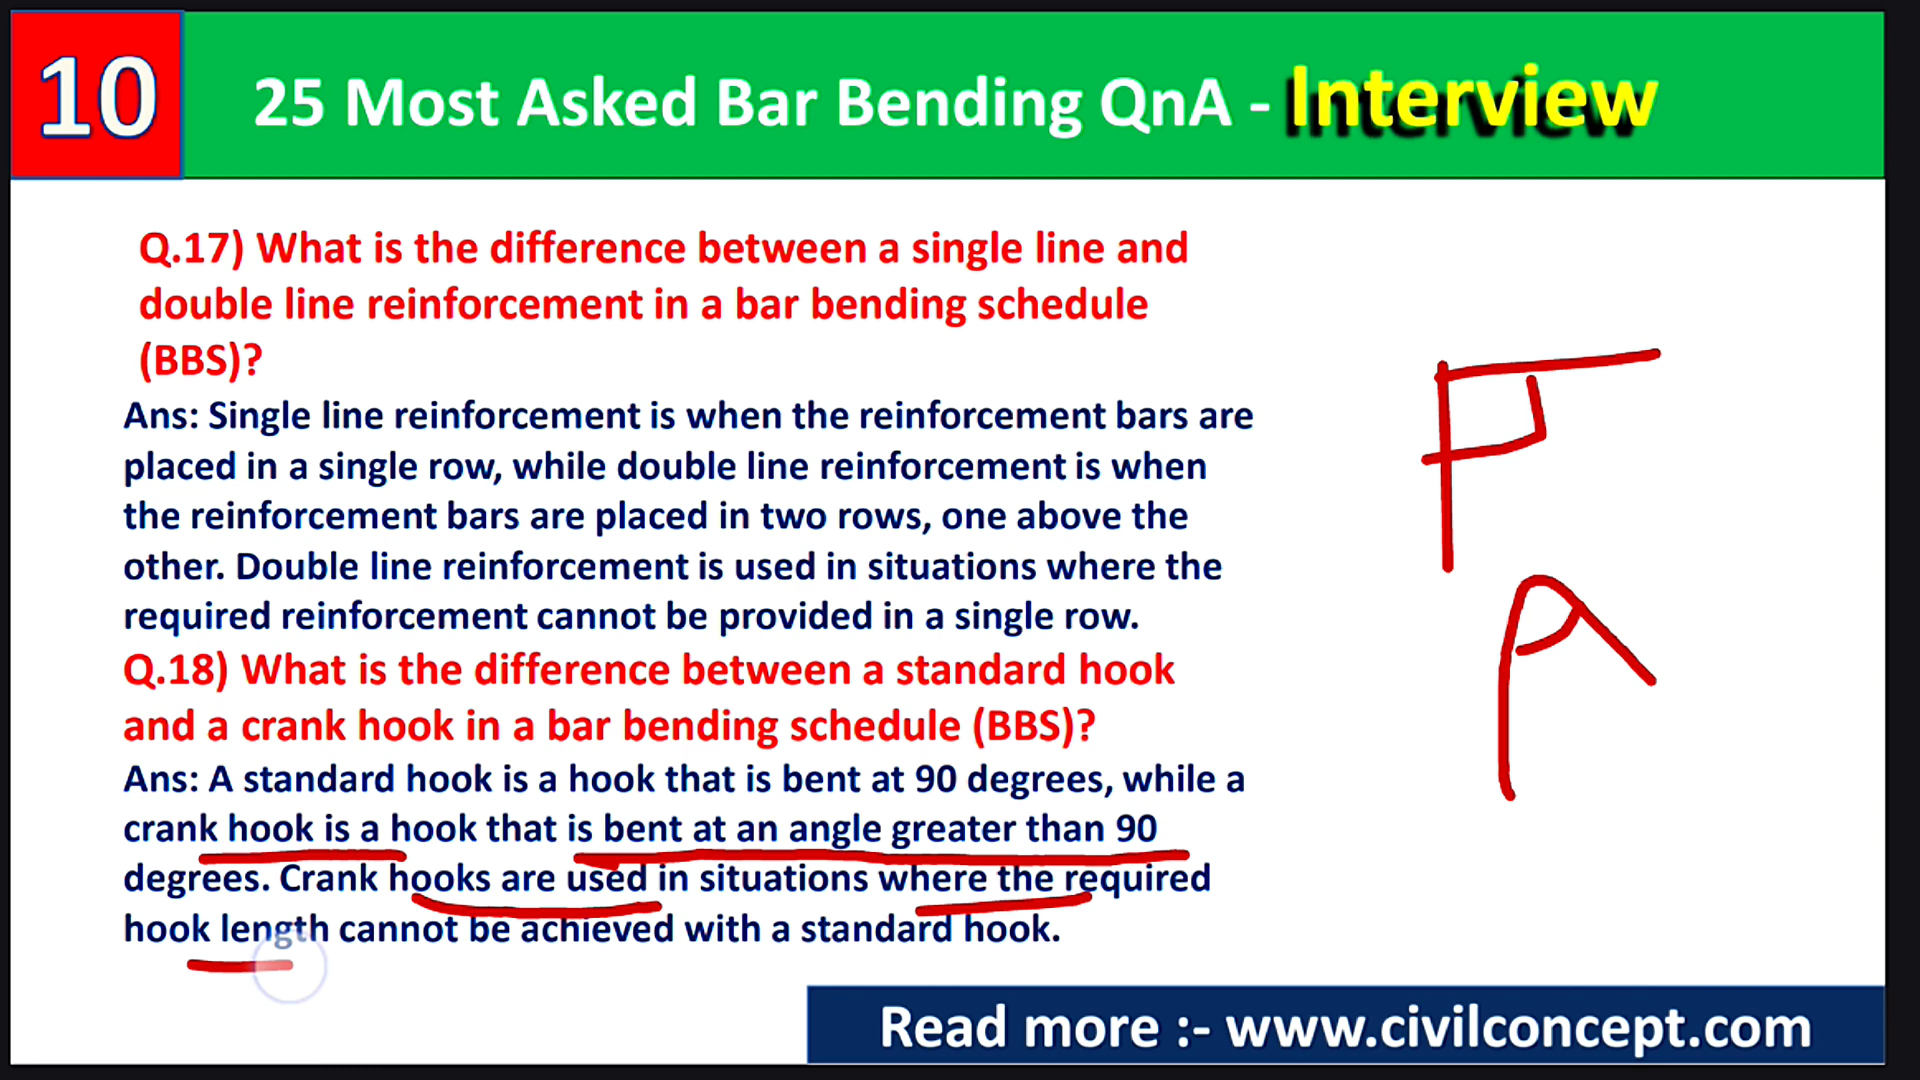 10
25 Most Asked Bar Bending QnA - Interview
Q.17) What is the difference between a single line and
double line reinforcement in a bar bending schedule
(BBS)?
Ans: Single line reinforcement is when the reinforcement bars are
placed in a single row, while double line reinforcement is when
the reinforcement bars are placed in two rows, one above the
other. Double line reinforcement is used in situations where the
required reinforcement cannot be provided in a single row.
Q.18) What is the difference between a standard hook
and a crank hook in a bar bending schedule (BBS)?
Ans: A standard hook is a hook that is bent at 90 degrees, while a
crank hook is a hook that is bent at an angle greater than 90
degrees. Crank hooks are used in situations where the required
hook length cannot be achieved with a standard hook.
Read more :- www.civilconcept.com